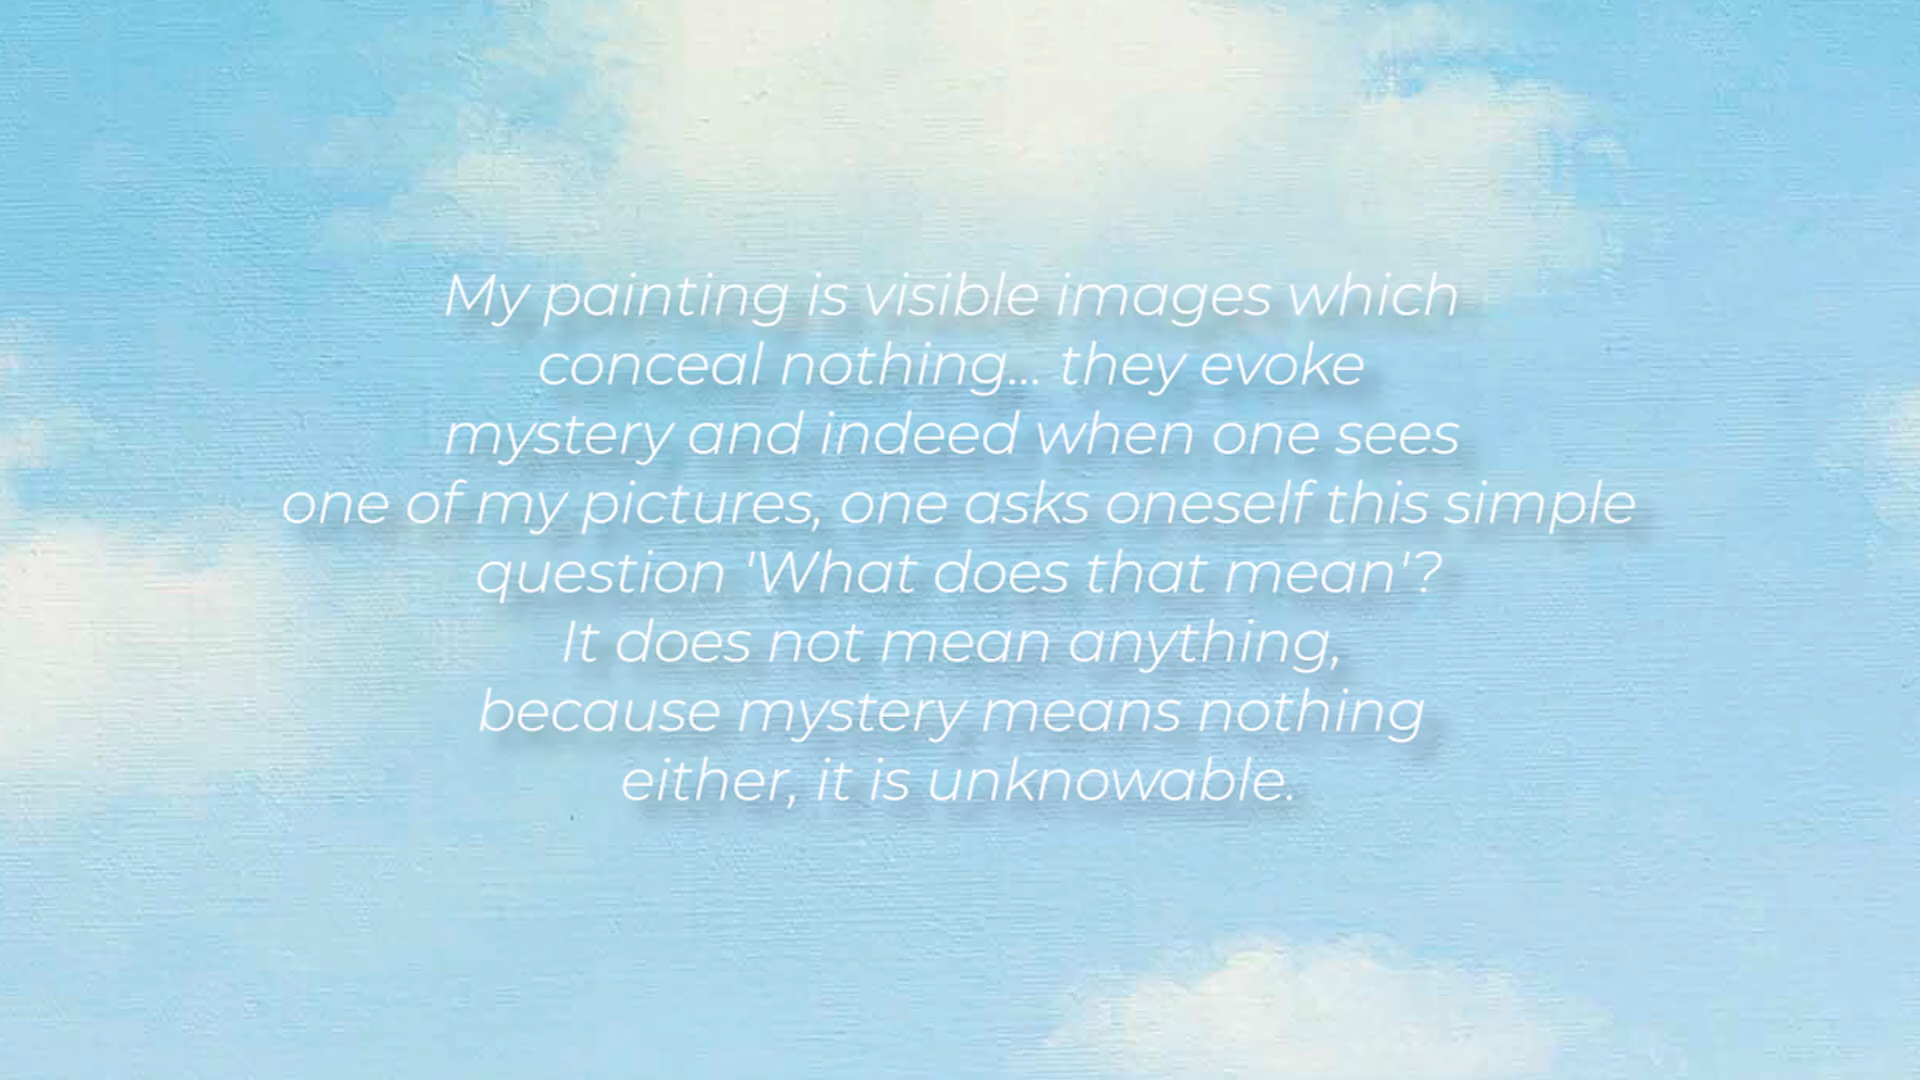 My painting is visible images which
conceal nothing... they evoke
mystery and indeed when one sees
one of my pictures, one asks oneself this simple
question 'What does that mean'?
It does not mean anything,
because mystery means nothing
either, it is unknowable.